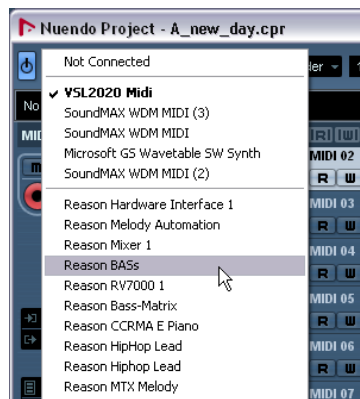 Nuendo Project - A_new_day.cpr
Not Connected
der
No
VSL2020 Midi
SoundMAX WDM MIDI (3)
SoundMAX WDM MIDI
Microsoft GS Wavetable SW Synth
SoundMAX WDM MIDI (2)
Reason Hardware Interface 1
Reason Melody Automation
Reason Mixer 1
Reason BASs
Reason RV7000 1
Reason Bass-Matrix
Reason CCRMA E Piano
Reason HipHop Lead
Reason Hiphop Lead
Reason MTX Melody
MID
m
R W
MIDI 02
R W
MIDI 03
R W
MIDI 04
R W
MIDI 05
R W
MIDI 06
R W
MIDI 07